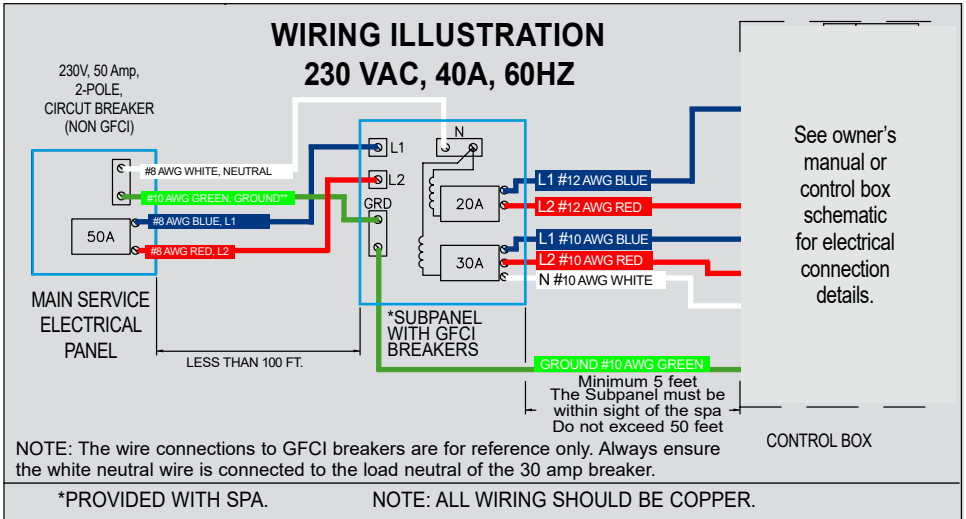 WIRING ILLUSTRATION
230 VAC, 40A, 60HZ
230V, 50 Amp,
2-POLE,
CIRCUT BREAKER
(NON GFCI)
#8 AWG WHITE, NEUTRAL
#10 AWG GREEN, GROUND**
#8 AWG BLUE, L1
#8 AWG RED, L2
50A
MAIN SERVICE
ELECTRICAL
PANEL
LESS THAN 100 FT.
N
L1
L2
GRD
20A
30A
*SUBPANEL
WITH GFCI
BREAKERS
L1 #12 AWG BLUE
L2 #12 AWG RED
L1 #10 AWG BLUE
L2 #10 AWG RED
N #10 AWG WHITE
GROUND #10 AWG GREEN
Minimum 5 feet
The Subpanel must be
within sight of the spa
Do not exceed 50 feet
See owner's
manual or
control box
schematic
for electrical
connection
details.
CONTROL BOX
NOTE: The wire connections to GFCI breakers are for reference only. Always ensure
the white neutral wire is connected to the load neutral of the 30 amp breaker.
*PROVIDED WITH SPA. NOTE: ALL WIRING SHOULD BE COPPER.